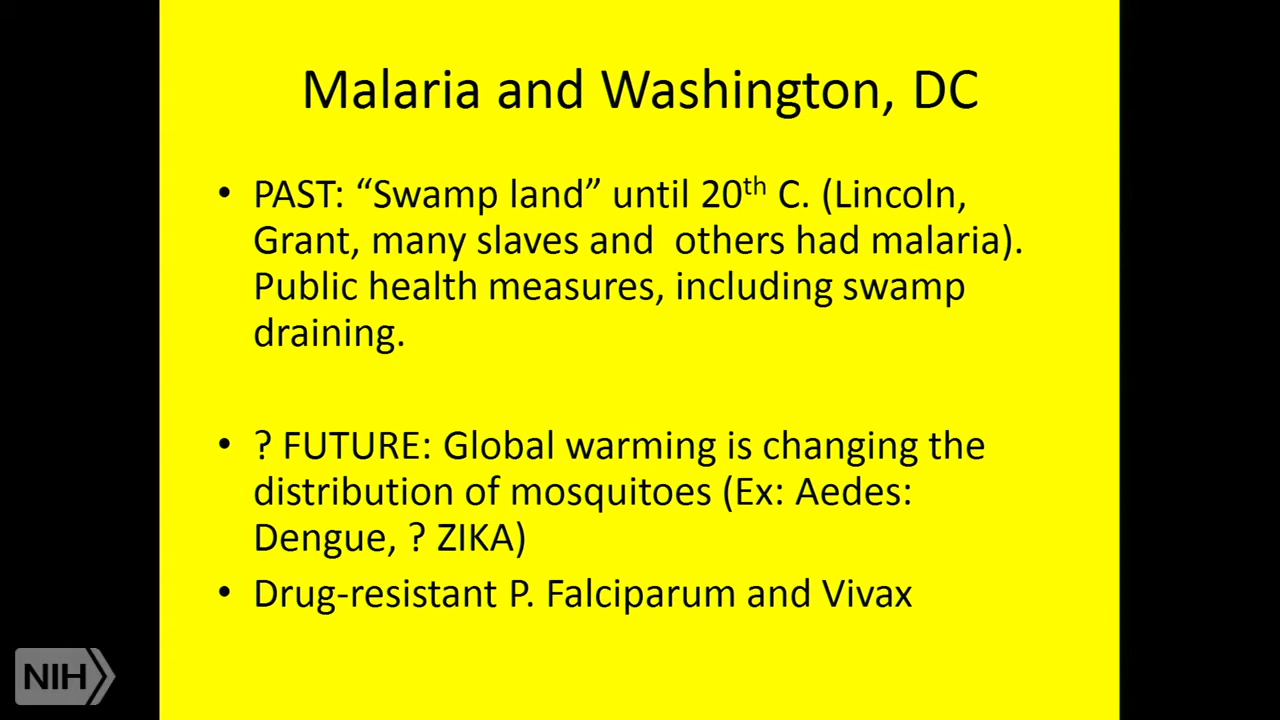 Malaria and Washington, DC
• PAST: “Swamp land” until 20th C. (Lincoln,
Grant, many slaves and  others had malaria).
Public health measures, including swamp
draining.
• ? FUTURE: Global warming is changing the
distribution of mosquitoes (Ex: Aedes:
Dengue, ? ZIKA)
• Drug-resistant P. Falciparum and Vivax
NIH